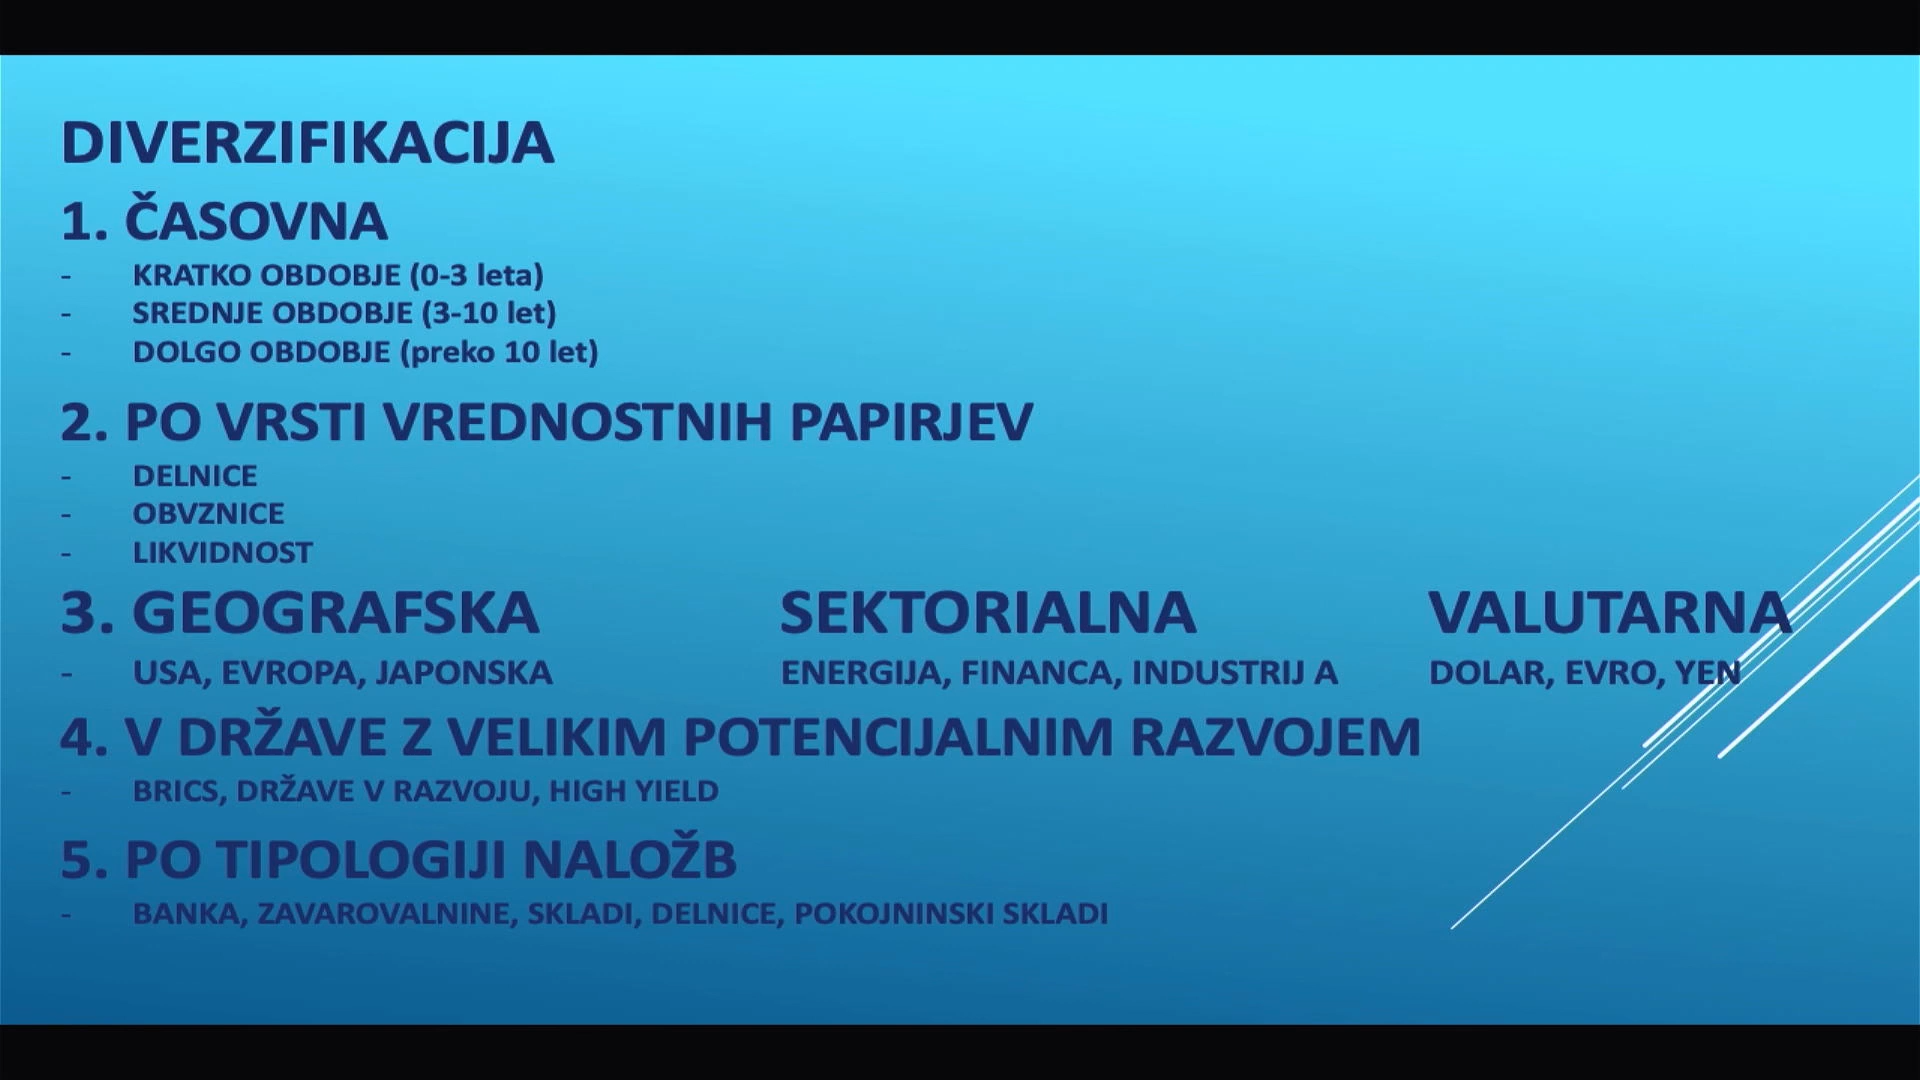 DIVERZIFIKACIJA
1. ČASOVNA
- KRATKO OBDOBJE (0-3 leta)
- SREDNJE OBDOBJE (3-10 let)
- DOLGO OBDOBJE (preko 10 let)
2. PO VRSTI VREDNOSTNIH PAPIRJEV
- DELNICE
- OBVZNICE
- LIKVIDNOST
3. GEOGRAFSKA SEKTORIALNA VALUTARNA
- USA, EVROPA, JAPONSKA ENERGIJA, FINANCA, INDUSTRIJ A DOLAR, EVRO, YEN
4. V DRŽAVE Z VELIKIM POTENCIJALNIM RAZVOJEM
- BRICS, DRŽAVE V RAZVOJU, HIGH YIELD
5. PO TIPOLOGIJI NALOŽB
- BANKA, ZAVAROVALNINE, SKLADI, DELNICE, POKOJNINSKI SKLADI